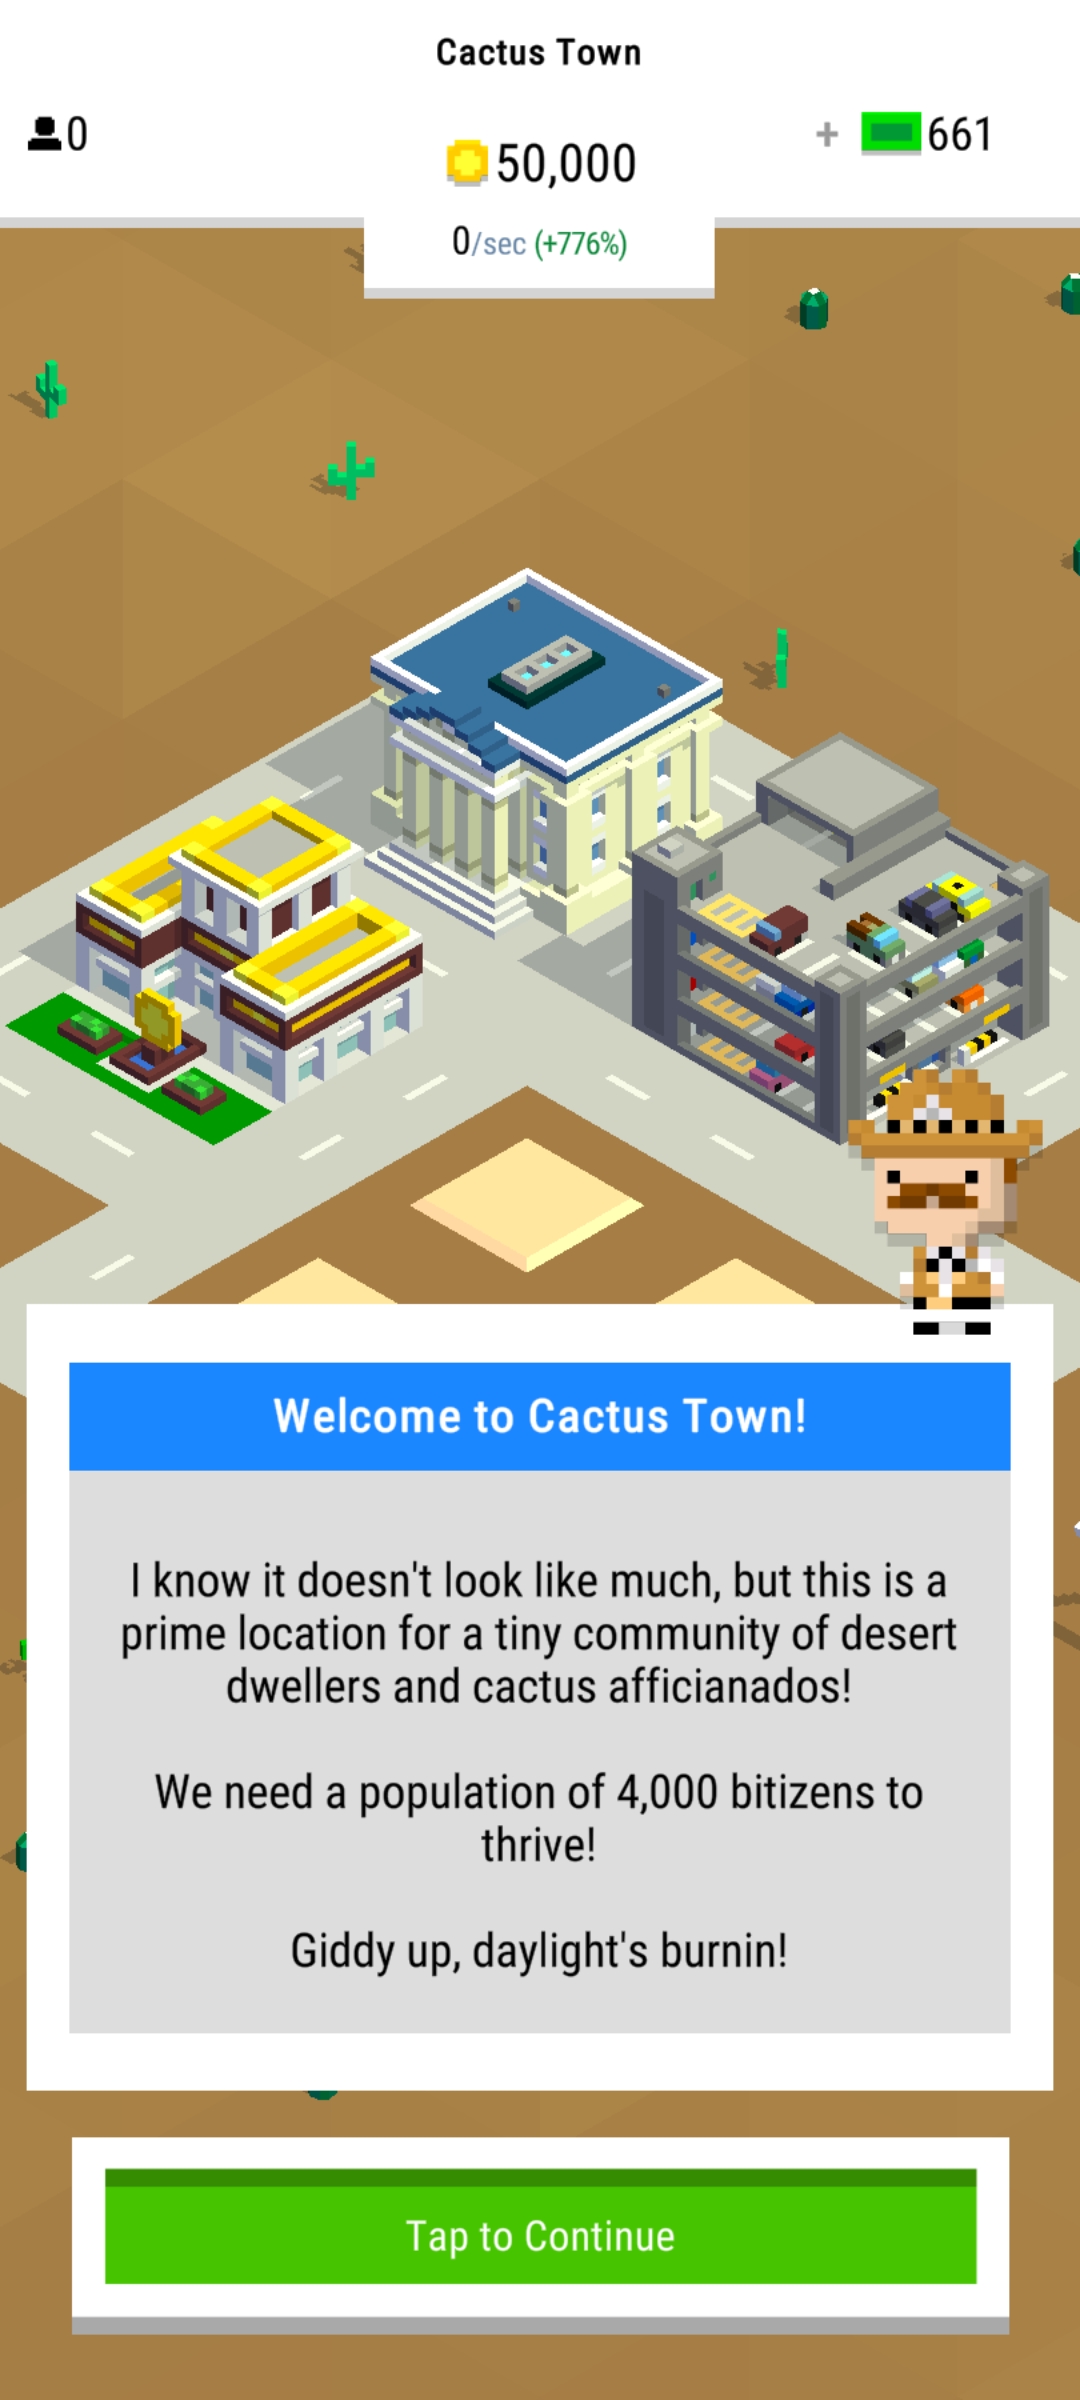 Cactus Town
0
50,000
+ 661
0/sec (+776%)
Welcome to Cactus Town!
I know it doesn't look like much, but this is a
prime location for a tiny community of desert
dwellers and cactus afficianados!
We need a population of 4,000 bitizens to
thrive!
Giddy up, daylight's burnin!
Tap to Continue